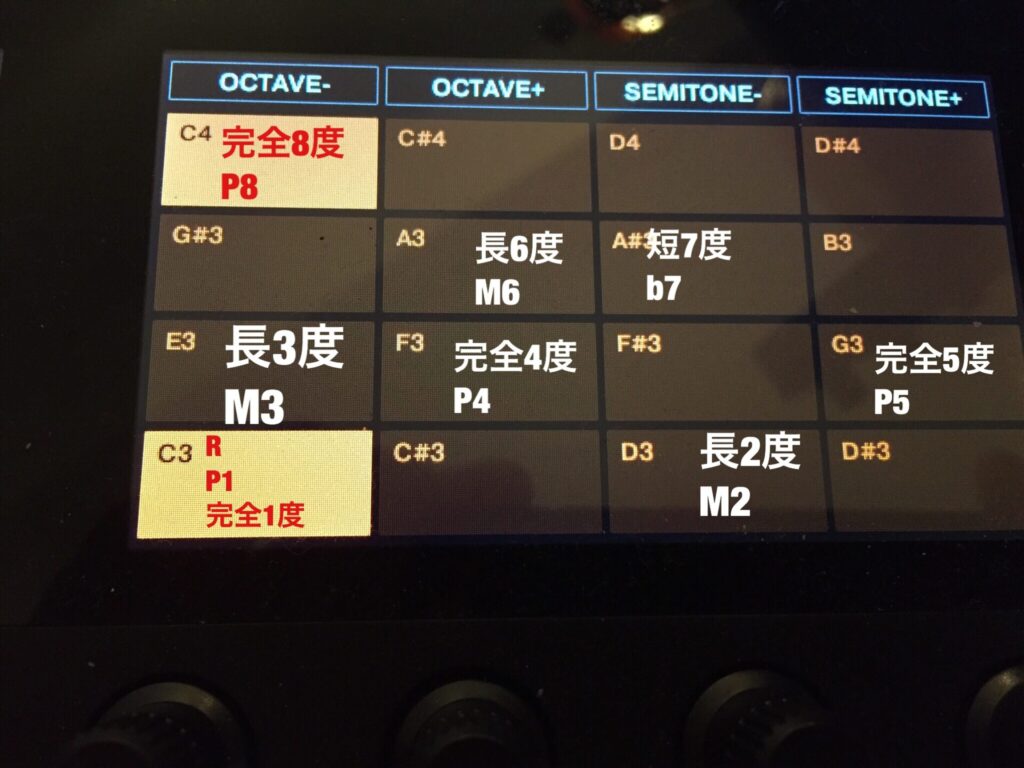 OCTAVE- OCTAVE+ SEMITONE- SEMITONE+
C4 完全8度 C#4 D4 D#4
P8
G#3 A3 長6度 A#3 短7度 B3
M6 b7
E3 長3度 F3 完全4度 F#3 G3 完全5度
M3 P4 P5
C3 R C#3 D3 長2度 D#3
P1 M2
完全1度